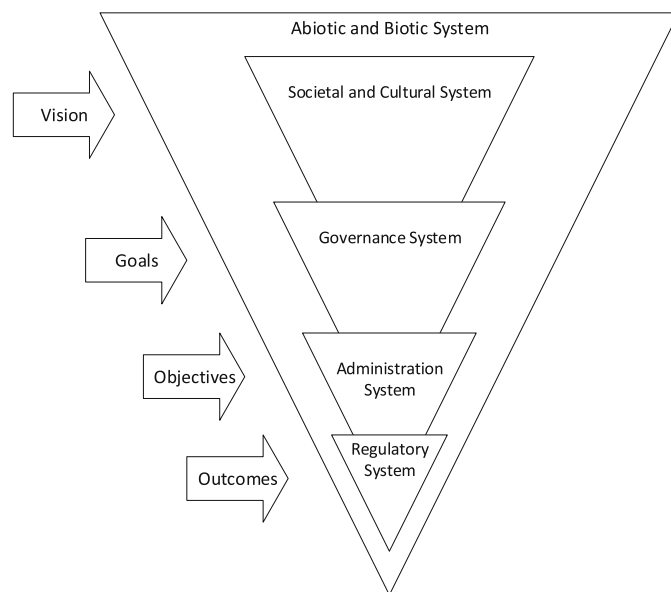 Abiotic and Biotic System
Societal and Cultural System
Vision
Governance System
Goals
Administration
System
Objectives
Regulatory
System
Outcomes